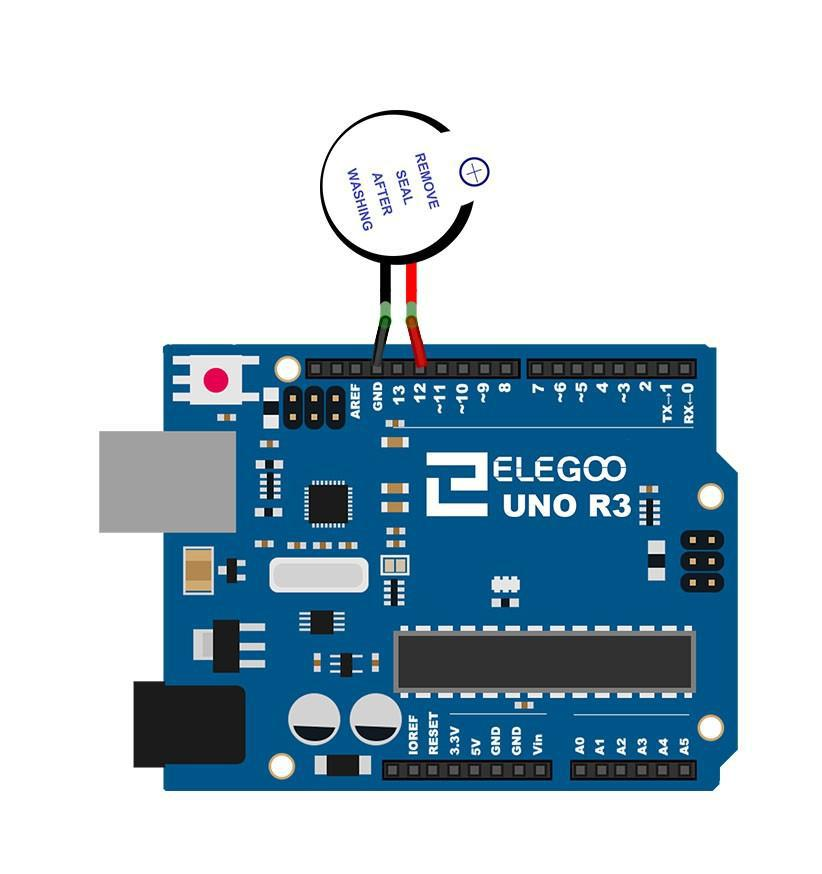 REMOVE
SEAL
AFTER
WASHING
AREF
GND
13
12
~11
~10
~9
8
7
~6
~5
4
~3
2
TX→1
RX←0
ELEGOO
UNO R3
IOREF
RESET
3.3V
5V
GND
GND
Vin
A0
A1
A2
A3
A4
A5